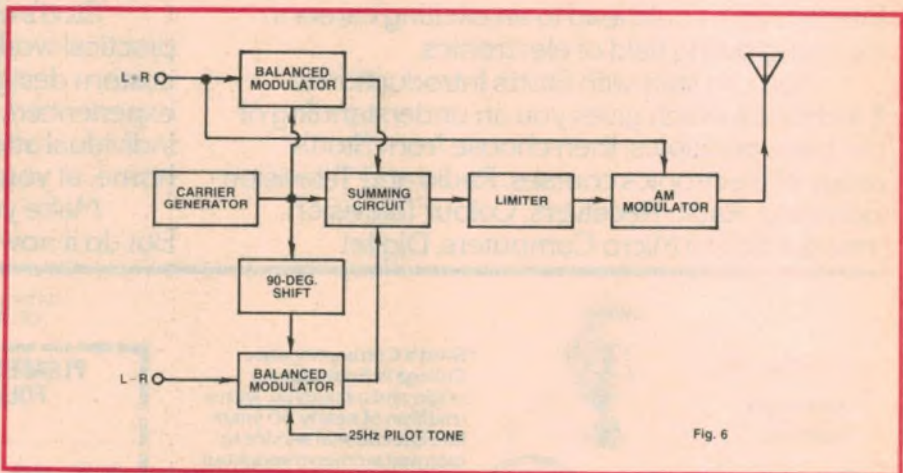 L+R
BALANCED
MODULATOR
CARRIER
GENERATOR
SUMMING
CIRCUIT
LIMITER
AM
MODULATOR
90-DEG.
SHIFT
L-R
BALANCED
MODULATOR
25Hz PILOT TONE
Fig. 6